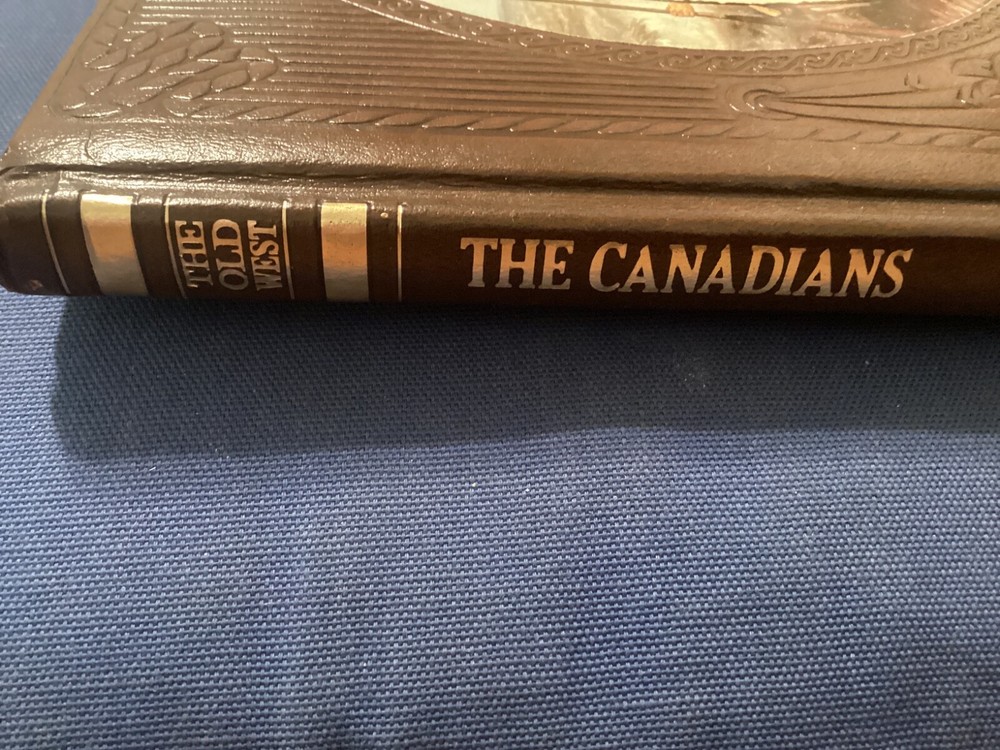 THE
OLD
WEST
THE CANADIANS